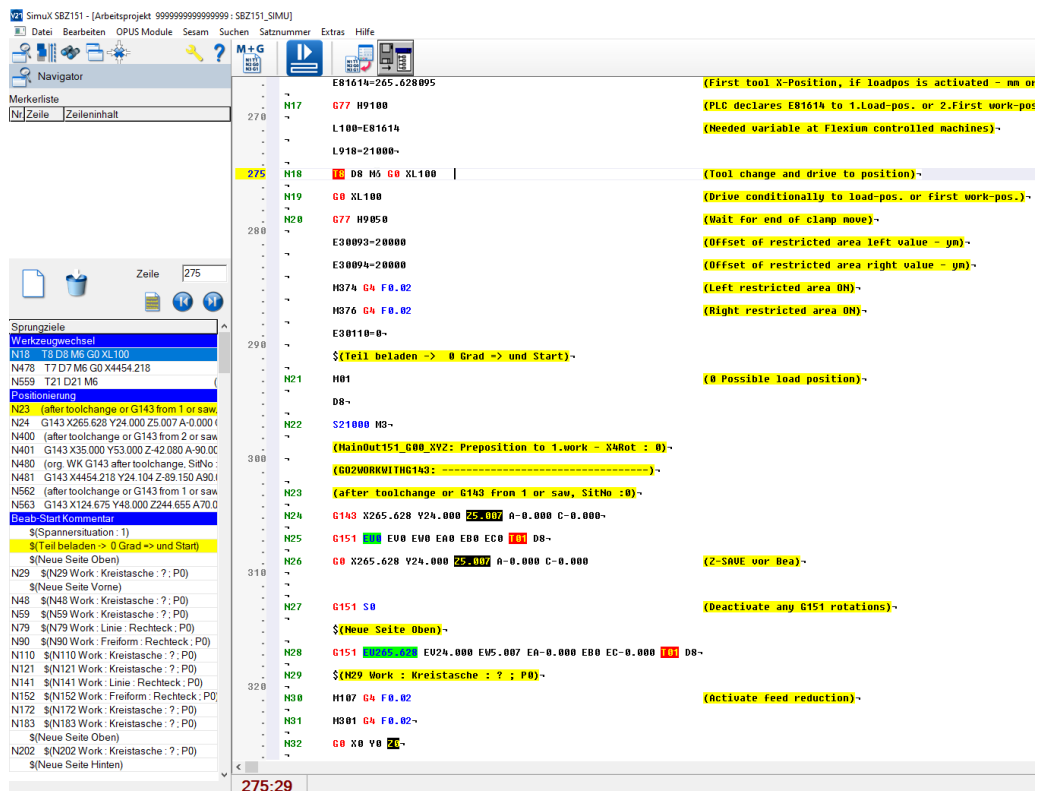 V21 SimuX SBZ151 - [Arbeitsprojekt 9999999999999999 : SBZ151_SIMU]
Datei Bearbeiten OPUS Module Sesam Suchen Satznummer Extras Hilfe
M+G
Navigator
Merkerliste
Nr. Zeile Zeileninhalt
Zeile 275
Sprungziele
Werkzeugwechsel
N18 T8 D8 M6 G0 XL100
N478 T7 D7 M6 G0 X4454.218
N559 T21 D21 M6 (
Positionierung
N23 (after toolchange or G143 from 1 or saw,
N24 G143 X265.628 Y24.000 Z5.007 A-0.000 (
N400 (after toolchange or G143 from 2 or saw
N401 G143 X35.000 Y53.000 Z-42.080 A-90.00
N480 (org. WK G143 after toolchange, SitNo :
N481 G143 X4454.218 Y24.104 Z-89.150 A90.0
N562 (after toolchange or G143 from 1 or saw
N563 G143 X124.675 Y48.000 Z244.655 A70.0
Beab-Start Kommentar
$(Spannersituation : 1)
$(Teil beladen -> 0 Grad => und Start)
$(Neue Seite Oben)
N29 $(N29 Work : Kreistasche : ? ; P0)
$(Neue Seite Vorne)
N48 $(N48 Work : Kreistasche : ? ; P0)
N59 $(N59 Work : Kreistasche : ? ; P0)
N79 $(N79 Work : Linie : Rechteck ; P0)
N90 $(N90 Work : Freiform : Rechteck ; P0)
N110 $(N110 Work : Kreistasche : ? ; P0)
N121 $(N121 Work : Kreistasche : ? ; P0)
N141 $(N141 Work : Linie : Rechteck ; P0)
N152 $(N152 Work : Freiform : Rechteck ; P0)
N172 $(N172 Work : Kreistasche : ? ; P0)
N183 $(N183 Work : Kreistasche : ? ; P0)
$(Neue Seite Oben)
N202 $(N202 Work : Kreistasche : ? ; P0)
$(Neue Seite Hinten)
E81614=265.628095 (First tool X-Position, if loadpos is activated - mm or
N17 G77 H9100 (PLC declares E81614 to 1.Load-pos. or 2.First work-pos
270
L100=E81614 (Needed variable at Flexium controlled machines)¬
L918=21000¬
275 N18 T8 D8 M6 G0 XL100 (Tool change and drive to position)¬
N19 G0 XL100 (Drive conditionally to load-pos. or first work-pos.)¬
N20 G77 H9050 (Wait for end of clamp move)¬
280
E30093=20000 (Offset of restricted area left value - ym)¬
E30094=20000 (Offset of restricted area right value - ym)¬
M374 G4 F0.02 (Left restricted area ON)¬
M376 G4 F0.02 (Right restricted area ON)¬
E30110=0¬
290
$(Teil beladen -> 0 Grad => und Start)¬
N21 M01 (0 Possible load position)¬
D8¬
N22 S21000 M3¬
(MainOut151_G00_XYZ: Preposition to 1.work - X4Rot : 0)¬
300
(GO2WORKWITHG143: ----------------------------------)¬
N23 (after toolchange or G143 from 1 or saw, SitNo :0)¬
N24 G143 X265.628 Y24.000 Z5.007 A-0.000 C-0.000¬
N25 G151 EU0 EV0 EW0 EA0 EB0 EC0 T01 D8¬
N26 G0 X265.628 Y24.000 Z5.007 A-0.000 C-0.000 (Z-SAVE vor Bea)¬
310
N27 G151 S0 (Deactivate any G151 rotations)¬
$(Neue Seite Oben)¬
N28 G151 EU265.628 EV24.000 EW5.007 EA-0.000 EB0 EC-0.000 T01 D8¬
N29 $(N29 Work : Kreistasche : ? ; P0)¬
320
N30 M107 G4 F0.02 (Activate feed reduction)¬
N31 M301 G4 F0.02¬
N32 G0 X0 Y0 Z0¬
275:29